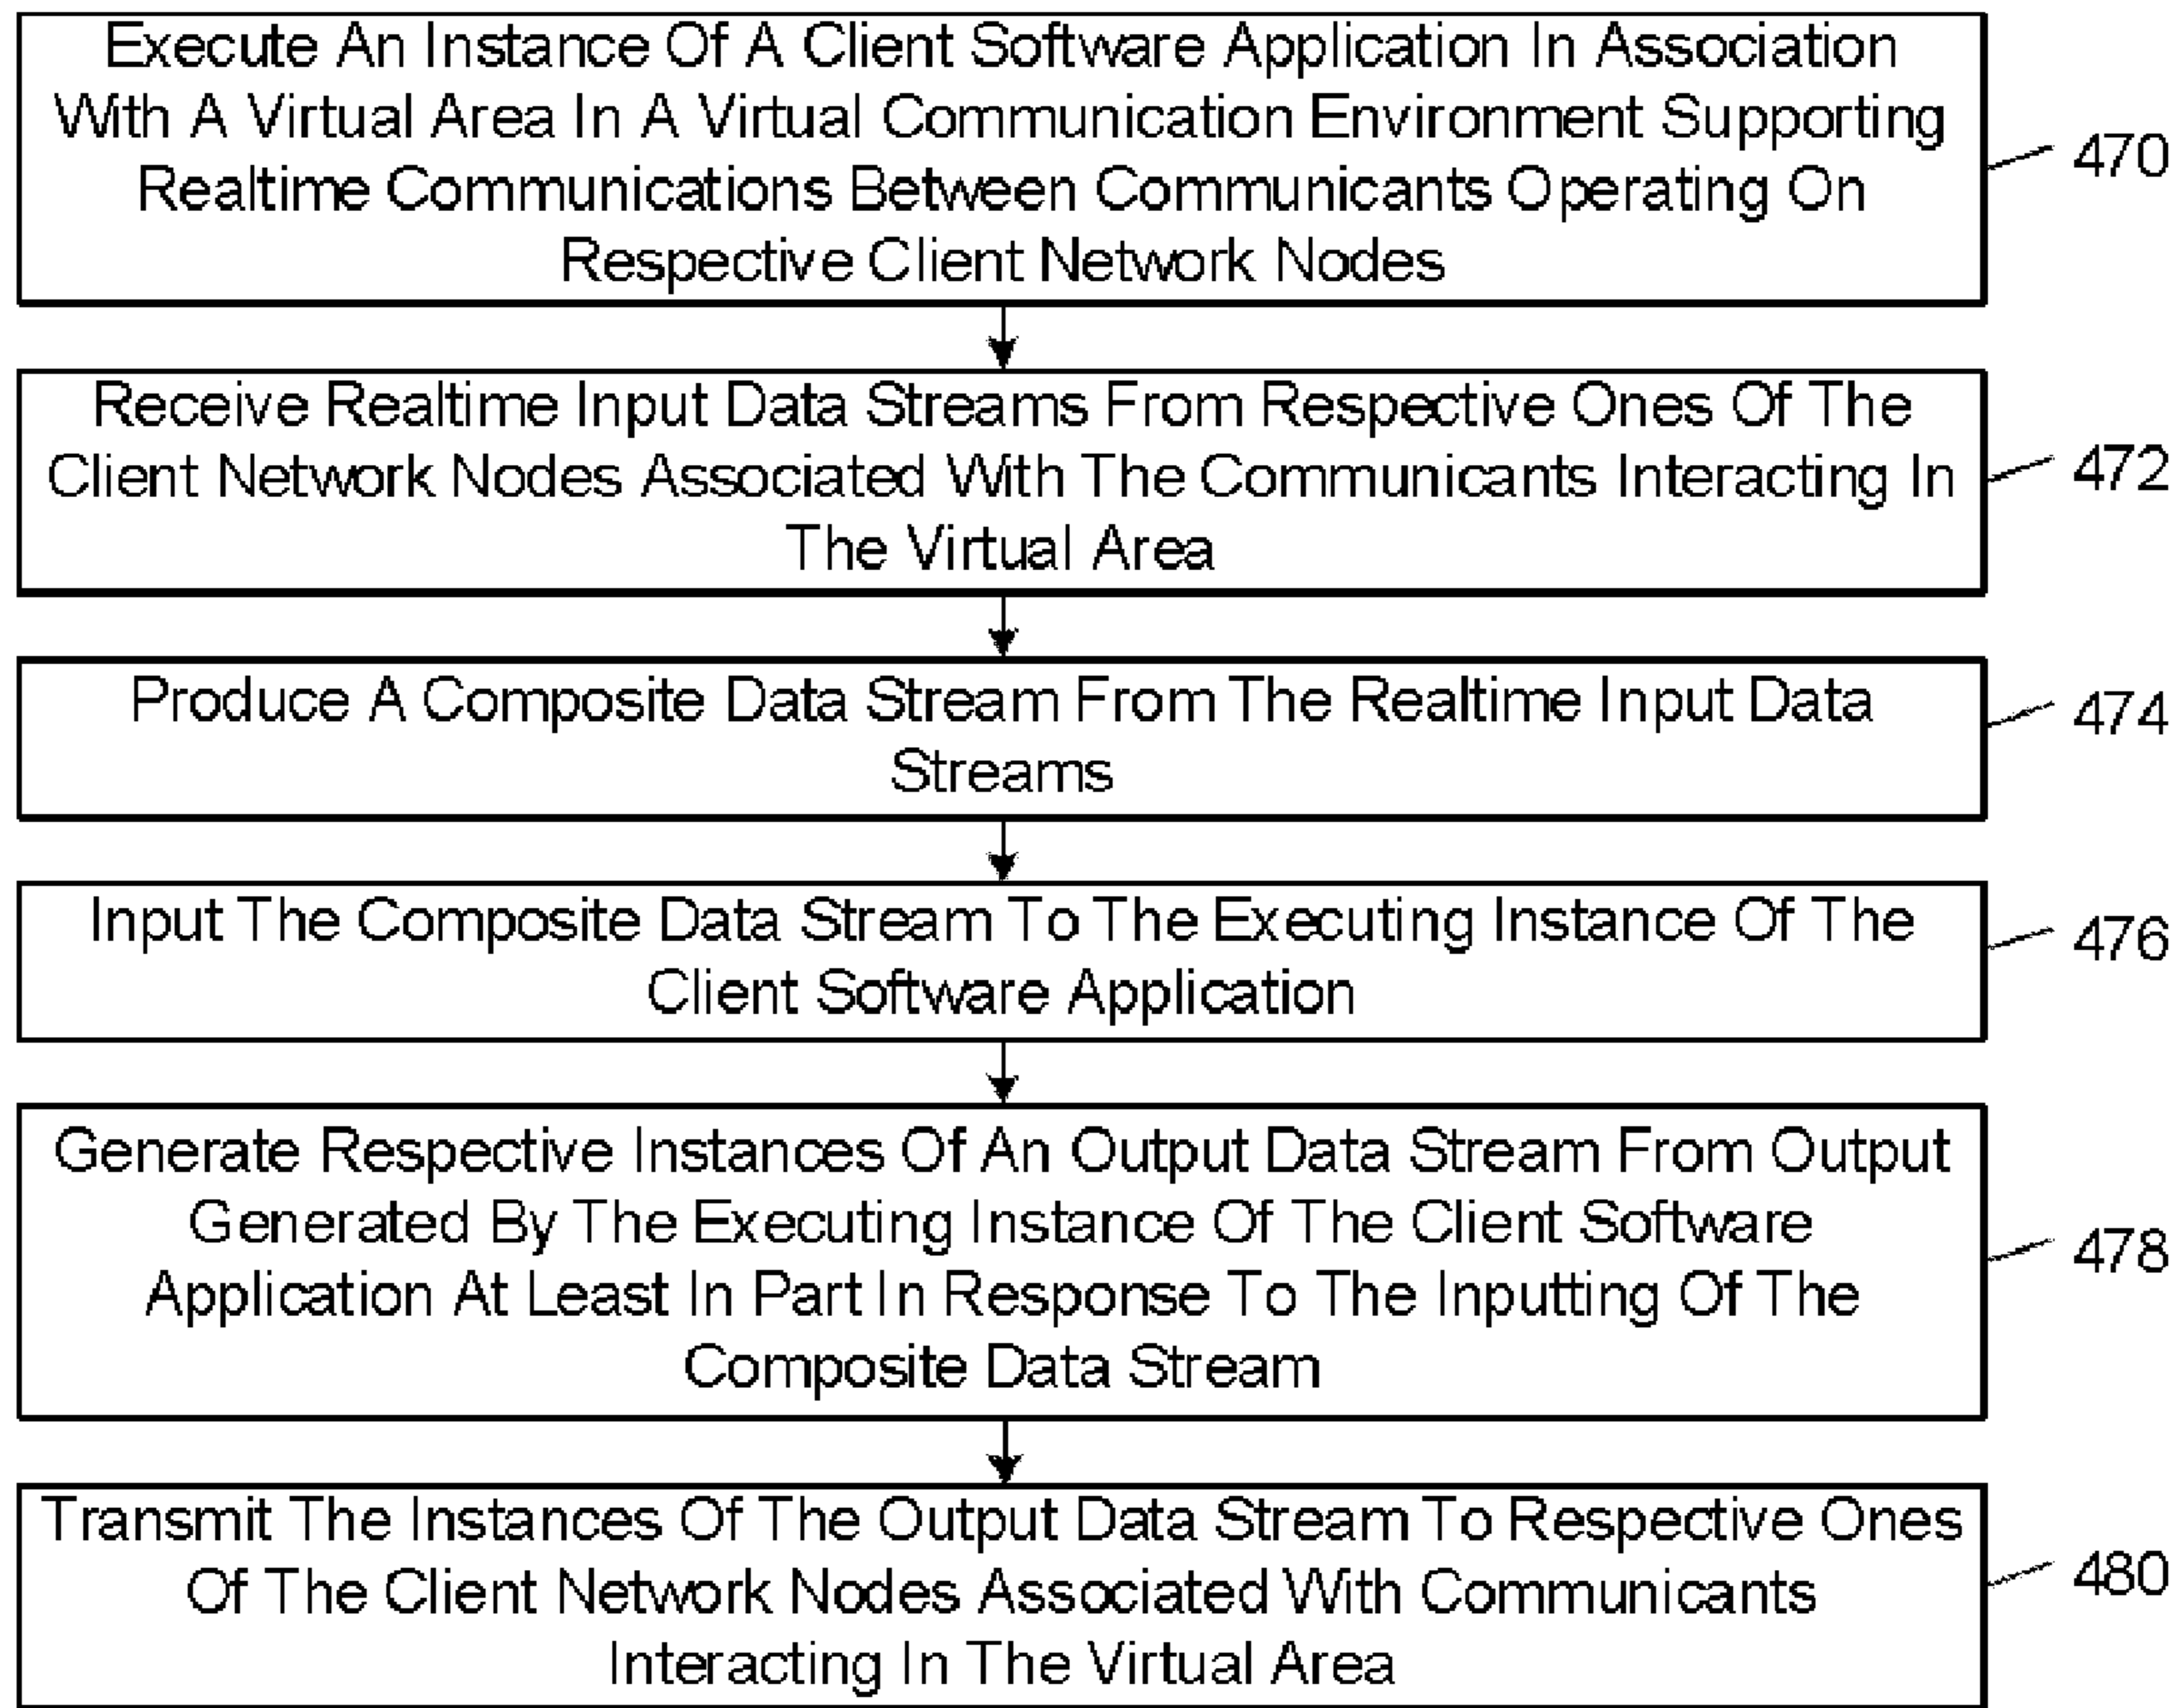 Execute An Instance Of A Client Software Application In Association
With A Virtual Area In A Virtual Communication Environment Supporting
Realtime Communications Between Communicants Operating On
Respective Client Network Nodes
470
Receive Realtime Input Data Streams From Respective Ones Of The
Client Network Nodes Associated With The Communicants Interacting In
The Virtual Area
472
Produce A Composite Data Stream From The Realtime Input Data
Streams
474
Input The Composite Data Stream To The Executing Instance Of The
Client Software Application
476
Generate Respective Instances Of An Output Data Stream From Output
Generated By The Executing Instance Of The Client Software
Application At Least In Part In Response To The Inputting Of The
Composite Data Stream
478
Transmit The Instances Of The Output Data Stream To Respective Ones
Of The Client Network Nodes Associated With Communicants
Interacting In The Virtual Area
480